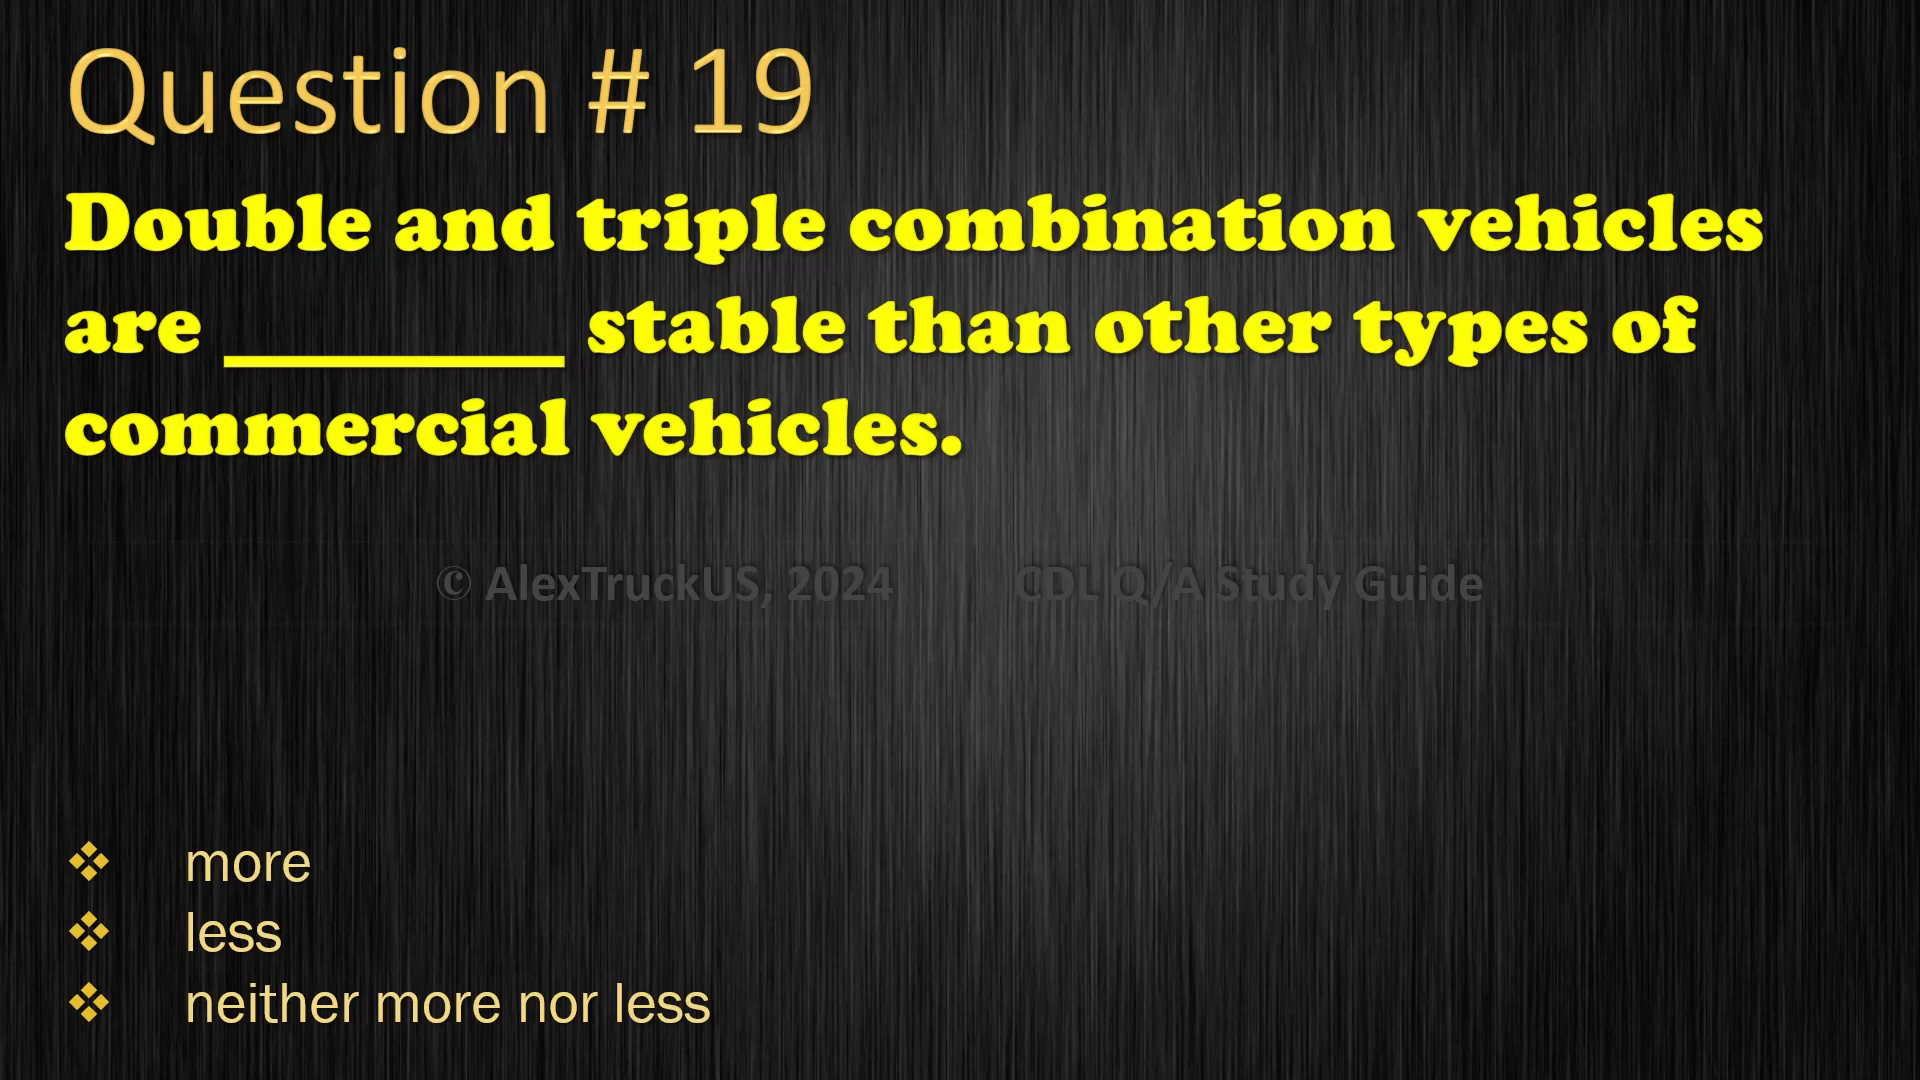 Question # 19
Double and triple combination vehicles
are __________ stable than other types of
commercial vehicles.
© AlexTruckUS, 2024 CDL Q/A Study Guide
❖ more
❖ less
❖ neither more nor less